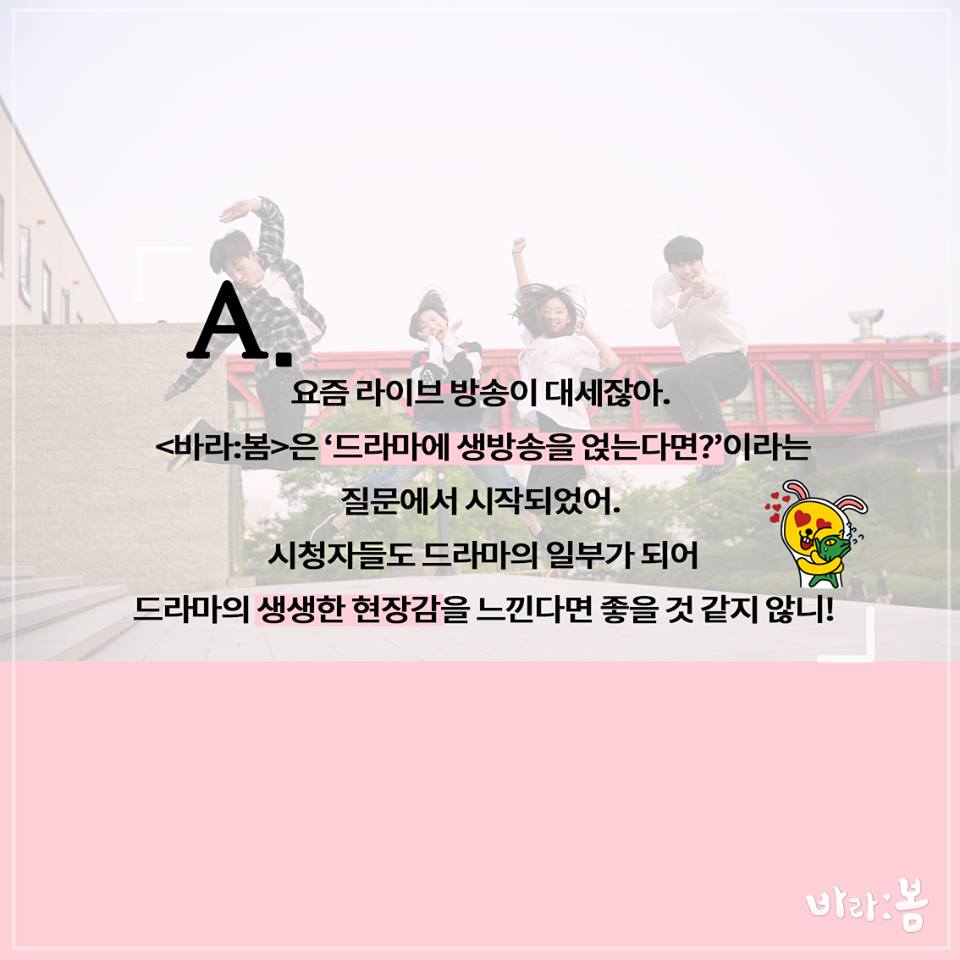 A.
요즘 라이브 방송이 대세잖아.
<바라:봄>은 ‘드라마에 생방송을 얹는다면?’이라는
질문에서 시작되었어.
시청자들도 드라마의 일부가 되어
드라마의 생생한 현장감을 느낀다면 좋을 것 같지 않니!
바라:봄